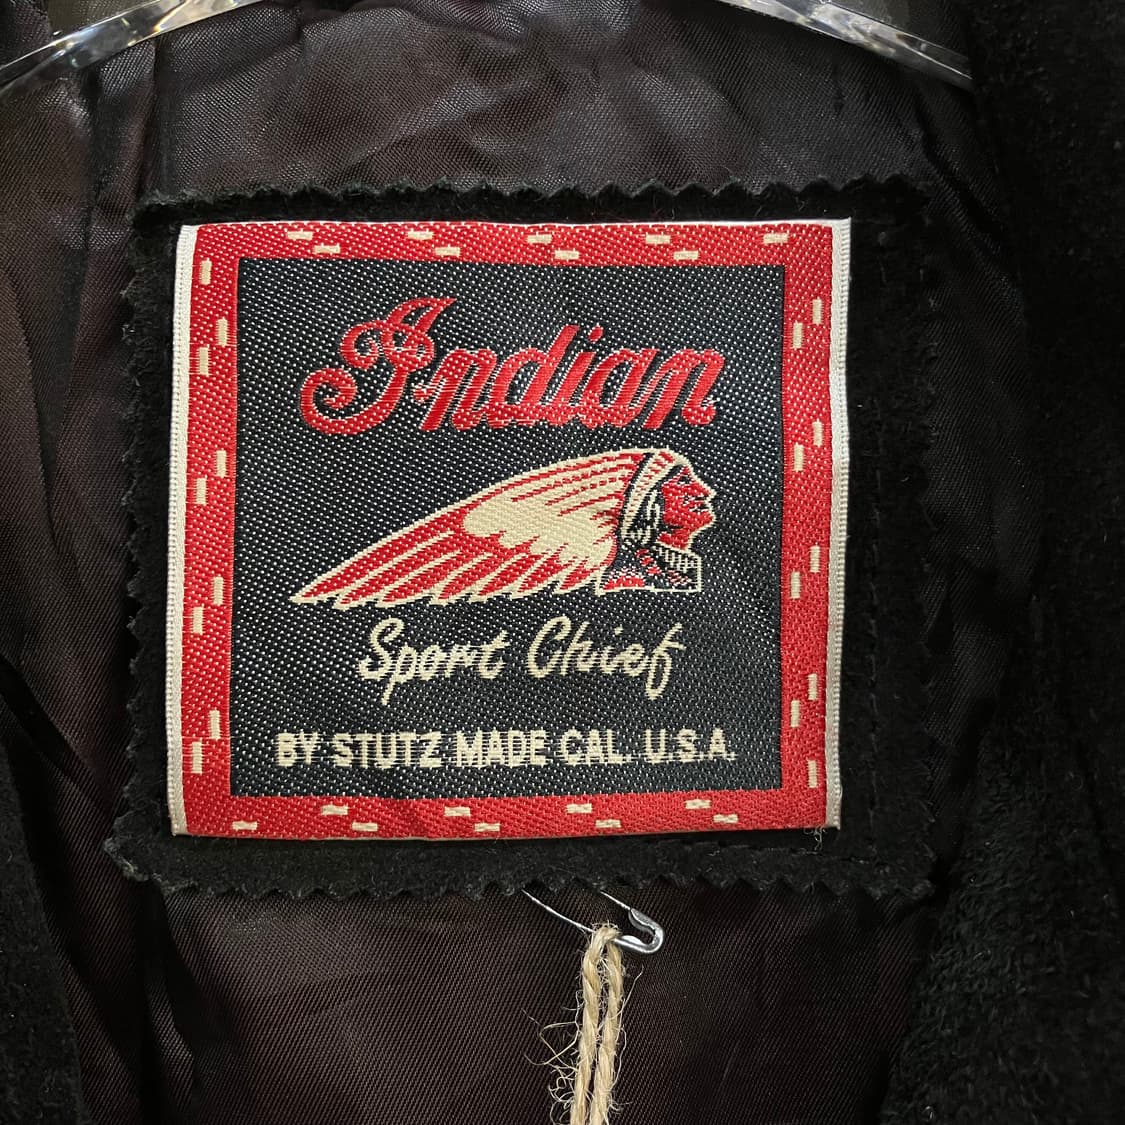 Indian
Sport Chief
BY STUTZ MADE CAL. U.S.A.